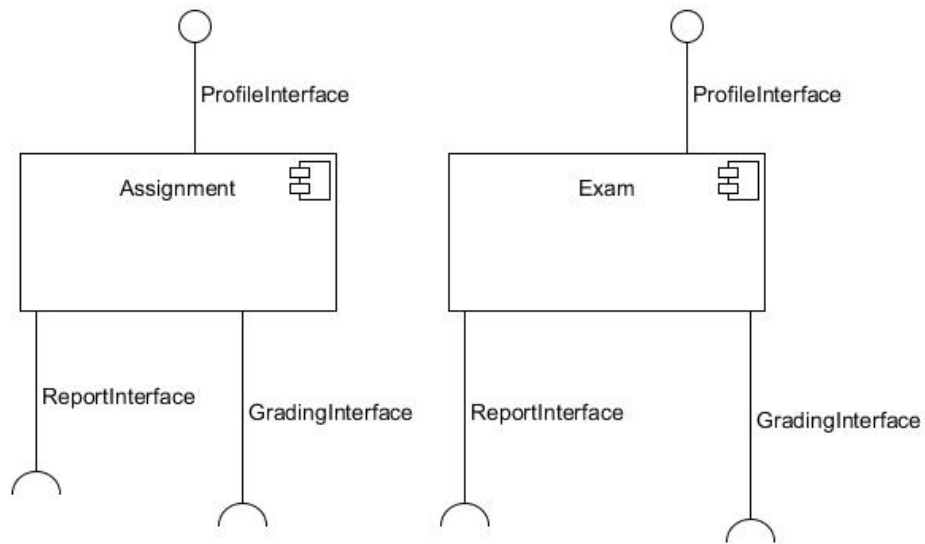 ProfileInterface
ProfileInterface
Assignment
Exam
ReportInterface
GradingInterface
ReportInterface
GradingInterface